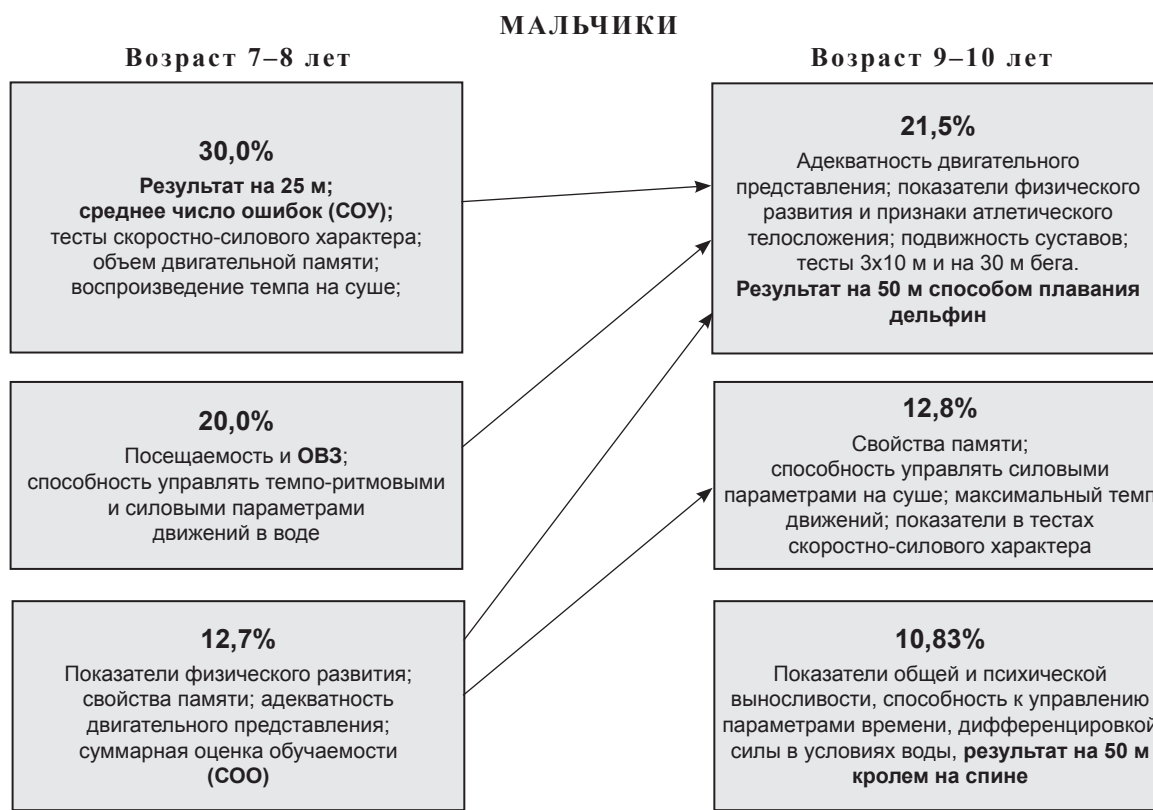 МАЛЬЧИКИ
Возраст 7–8 лет
30,0%
Результат на 25 м;
среднее число ошибок (СОУ);
тесты скоростно-силового характера;
объем двигательной памяти;
воспроизведение темпа на суше;
20,0%
Посещаемость и ОВЗ;
способность управлять темпо-ритмовыми
и силовыми параметрами
движений в воде
12,7%
Показатели физического развития;
свойства памяти; адекватность
двигательного представления;
суммарная оценка обучаемости
(СОО)
Возраст 9–10 лет
21,5%
Адекватность двигательного
представления; показатели физического
развития и признаки атлетического
телосложения; подвижность суставов;
тесты 3х10 м и на 30 м бега.
Результат на 50 м способом плавания
дельфин
12,8%
Свойства памяти;
способность управлять силовыми
параметрами на суше; максимальный темп
движений; показатели в тестах
скоростно-силового характера
10,83%
Показатели общей и психической
выносливости, способность к управлению
параметрами времени, дифференцировкой
силы в условиях воды, результат на 50 м
кролем на спине